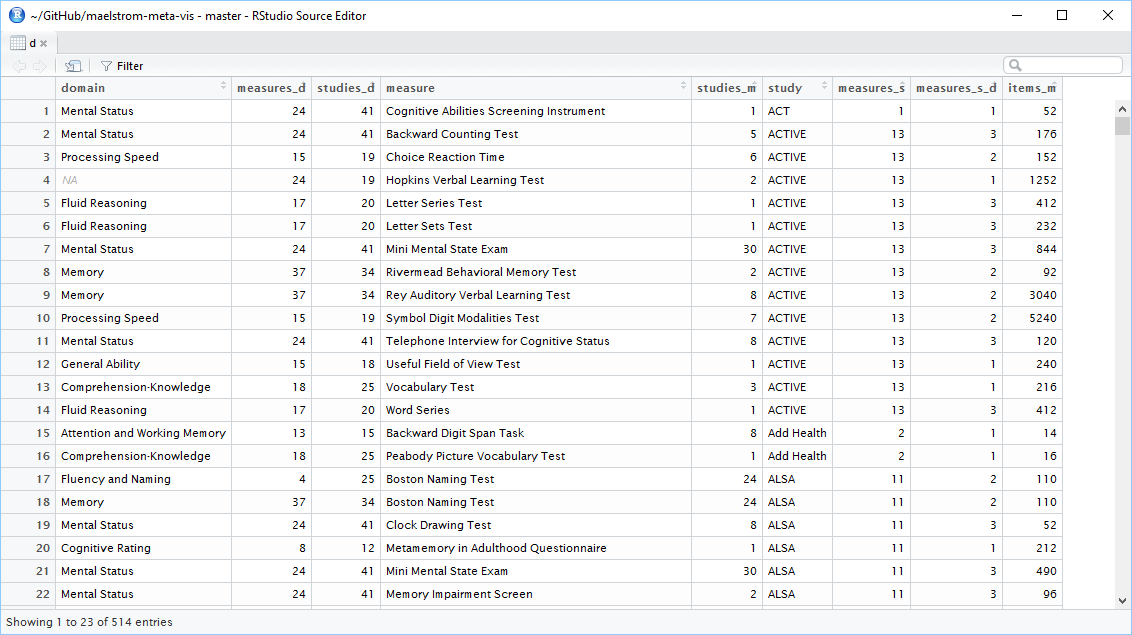 ~/GitHub/maelstrom-meta-vis - master - RStudio Source Editor
d
Filter
domain measures_d studies_d measure studies_m study measures_s measures_s_d items_m
1 Mental Status 24 41 Cognitive Abilities Screening Instrument 1 ACT 1 1 52
2 Mental Status 24 41 Backward Counting Test 5 ACTIVE 13 3 176
3 Processing Speed 15 19 Choice Reaction Time 6 ACTIVE 13 2 152
4 NA 24 19 Hopkins Verbal Learning Test 2 ACTIVE 13 1 1252
5 Fluid Reasoning 17 20 Letter Series Test 1 ACTIVE 13 3 412
6 Fluid Reasoning 17 20 Letter Sets Test 1 ACTIVE 13 3 232
7 Mental Status 24 41 Mini Mental State Exam 30 ACTIVE 13 3 844
8 Memory 37 34 Rivermead Behavioral Memory Test 2 ACTIVE 13 2 92
9 Memory 37 34 Rey Auditory Verbal Learning Test 8 ACTIVE 13 2 3040
10 Processing Speed 15 19 Symbol Digit Modalities Test 7 ACTIVE 13 2 5240
11 Mental Status 24 41 Telephone Interview for Cognitive Status 8 ACTIVE 13 3 120
12 General Ability 15 18 Useful Field of View Test 1 ACTIVE 13 1 240
13 Comprehension-Knowledge 18 25 Vocabulary Test 3 ACTIVE 13 1 216
14 Fluid Reasoning 17 20 Word Series 1 ACTIVE 13 3 412
15 Attention and Working Memory 13 15 Backward Digit Span Task 8 Add Health 2 1 14
16 Comprehension-Knowledge 18 25 Peabody Picture Vocabulary Test 1 Add Health 2 1 16
17 Fluency and Naming 4 25 Boston Naming Test 24 ALSA 11 2 110
18 Memory 37 34 Boston Naming Test 24 ALSA 11 2 110
19 Mental Status 24 41 Clock Drawing Test 8 ALSA 11 3 52
20 Cognitive Rating 8 12 Metamemory in Adulthood Questionnaire 1 ALSA 11 1 212
21 Mental Status 24 41 Mini Mental State Exam 30 ALSA 11 3 490
22 Mental Status 24 41 Memory Impairment Screen 2 ALSA 11 3 96
Showing 1 to 23 of 514 entries